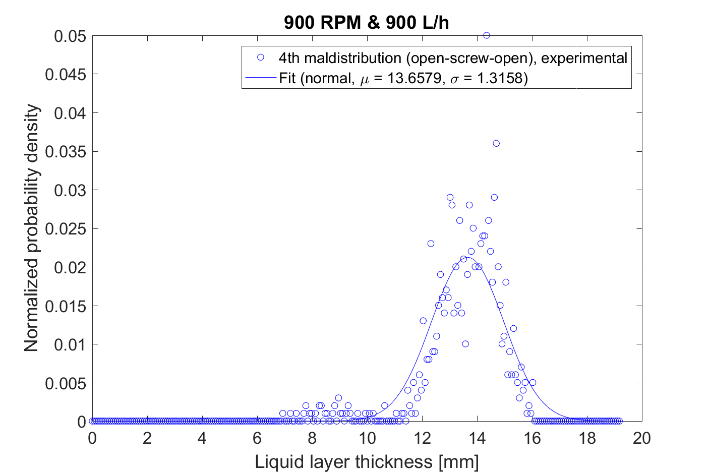 900 RPM & 900 L/h
4th maldistribution (open-screw-open), experimental
Fit (normal, μ = 13.6579, σ = 1.3158)
Normalized probability density
0.05
0.045
0.04
0.035
0.03
0.025
0.02
0.015
0.01
0.005
0
0 2 4 6 8 10 12 14 16 18 20
Liquid layer thickness [mm]